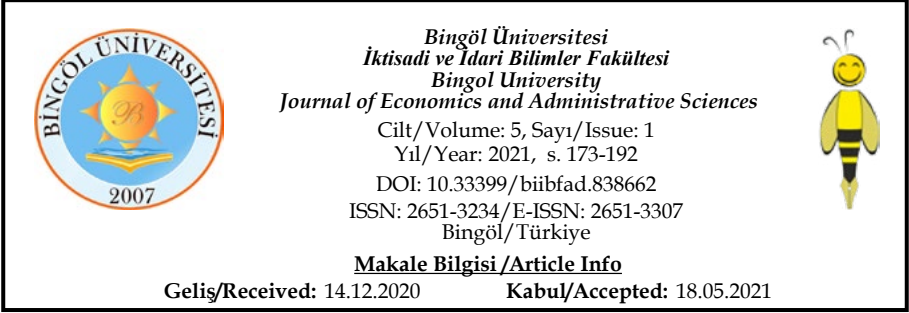 BİNGÖL ÜNİVERSİTESİ
B
2007
Bingöl Üniversitesi
İktisadi ve İdari Bilimler Fakültesi
Bingol University
Journal of Economics and Administrative Sciences
Cilt/Volume: 5, Sayı/Issue: 1
Yıl/Year: 2021, s. 173-192
DOI: 10.33399/biibfad.838662
ISSN: 2651-3234/E-ISSN: 2651-3307
Bingöl/Türkiye
Makale Bilgisi /Article Info
Geliş/Received: 14.12.2020 Kabul/Accepted: 18.05.2021